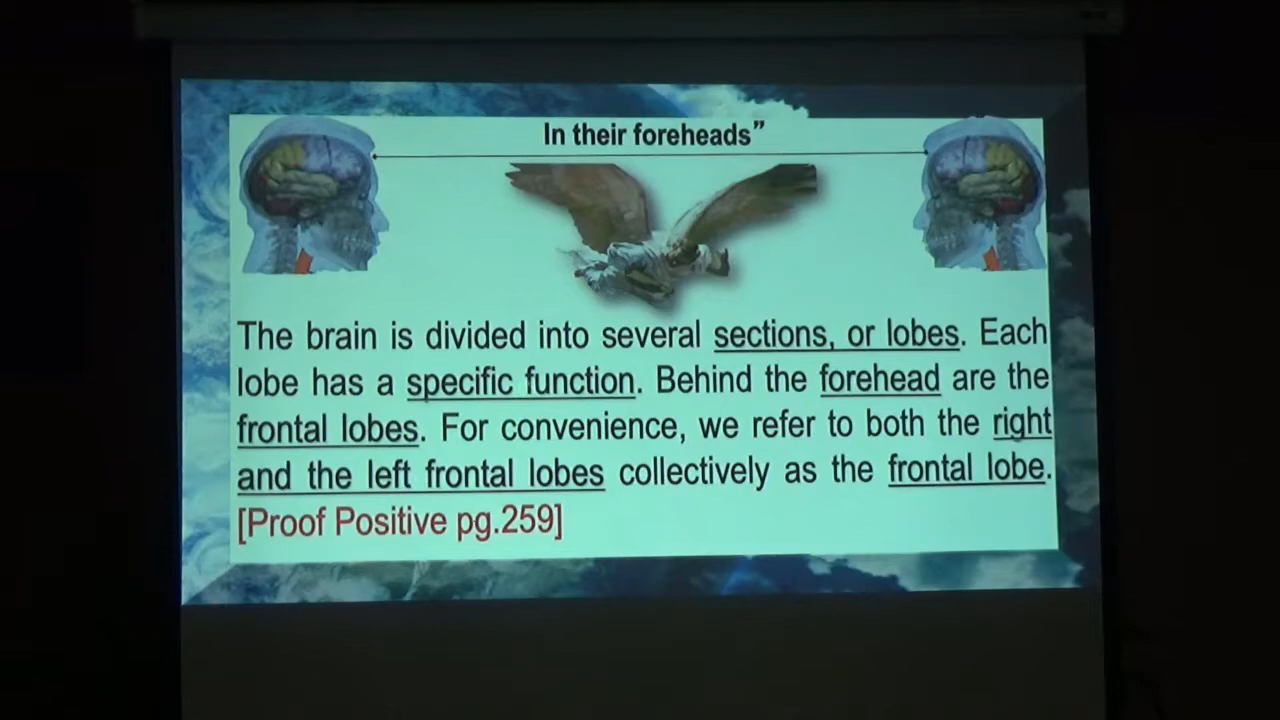 In their foreheads”
The brain is divided into several sections, or lobes. Each
lobe has a specific function. Behind the forehead are the
frontal lobes. For convenience, we refer to both the right
and the left frontal lobes collectively as the frontal lobe.
[Proof Positive pg.259]